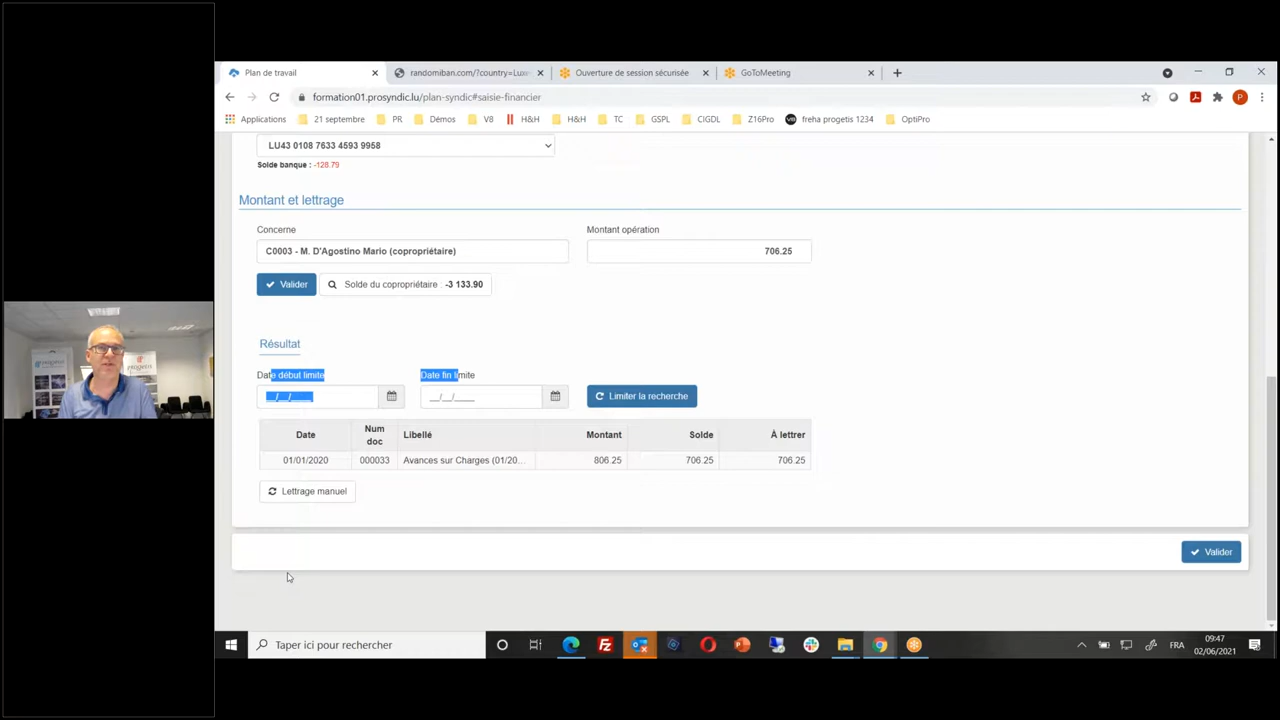 Plan de travail
randomiban.com/?country=Luxe
Ouverture de session sécurisée
GoToMeeting
formation01.prosyndic.lu/plan-syndic#saisie-financier
Applications
21 septembre
PR
Démos
V8
H&H
H&H
TC
GSPL
CIGDL
Z16Pro
freha progetis 1234
OptiPro
LU43 0108 7633 4593 9958
Solde banque : -128.79
Montant et lettrage
Concerne
Montant opération
C0003 - M. D'Agostino Mario (copropriétaire)
706.25
Valider
Solde du copropriétaire : -3 133.90
Résultat
Date début limite
Date fin limite
__/__/____
__/__/____
Limiter la recherche
Date
Num doc
Libellé
Montant
Solde
À lettrer
01/01/2020
000033
Avances sur Charges (01/20...
806.25
706.25
706.25
Lettrage manuel
Valider
Taper ici pour rechercher
FRA
09:47
02/06/2021